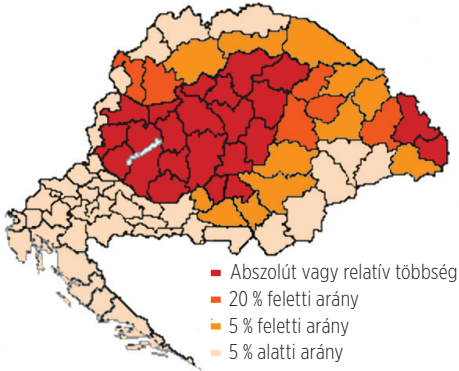 Abszolút vagy relatív többség
20 % feletti arány
5 % feletti arány
5 % alatti arány